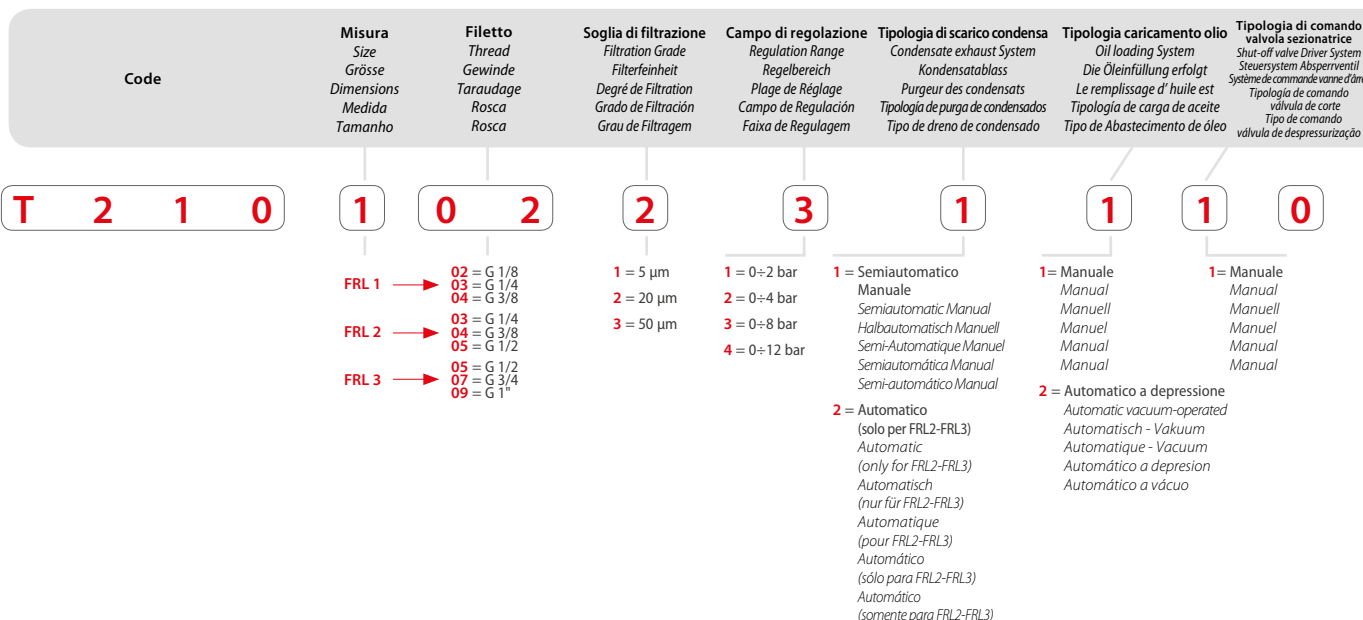 Code
Misura
Size
Grösse
Dimensions
Medida
Tamanho
Filetto
Thread
Gewinde
Taraudage
Rosca
Rosca
Soglia di filtrazione
Filtration Grade
Filterfeinheit
Degré de Filtration
Grado de Filtración
Grau de Filtragem
Campo di regolazione
Regulation Range
Regelbereich
Plage de Réglage
Campo de Regulación
Faixa de Regulagem
Tipologia di scarico condensa
Condensate exhaust System
Kondensatablass
Purgeur des condensats
Tipología de purga de condensados
Tipo de dreno de condensado
Tipologia caricamento olio
Oil loading System
Die Öleinfüllung erfolgt
Le remplissage d' huile est
Tipología de carga de aceite
Tipo de Abastecimento de óleo
Tipologia di comando
valvola sezionatrice
Shut-off valve Driver System
Steuersystem Absperrventil
Système de commande vanne
Tipología de comando
válvula de corte
Tipo de comando
válvula de despressurização
T 2 1 0 1 0 2 2 3 1 1 1 0
FRL 1
02 = G 1/8
03 = G 1/4
04 = G 3/8
FRL 2
03 = G 1/4
04 = G 3/8
05 = G 1/2
FRL 3
05 = G 1/2
07 = G 3/4
09 = G 1"
1 = 5 µm
2 = 20 µm
3 = 50 µm
1 = 0÷2 bar
2 = 0÷4 bar
3 = 0÷8 bar
4 = 0÷12 bar
1 = Semiautomatico
Manuale
Semiautomatic Manual
Halbautomatisch Manuell
Semi-Automatique Manuel
Semiautomática Manual
Semi-automático Manual
2 = Automatico
(solo per FRL2-FRL3)
Automatic
(only for FRL2-FRL3)
Automatisch
(nur für FRL2-FRL3)
Automatique
(pour FRL2-FRL3)
Automático
(sólo para FRL2-FRL3)
Automático
(somente para FRL2-FRL3)
1= Manuale
Manual
Manuell
Manuel
Manual
Manual
2 = Automatico a depressione
Automatic vacuum-operated
Automatisch - Vakuum
Automatique - Vacuum
Automático a depresion
Automático a vácuo
1= Manuale
Manual
Manuell
Manuel
Manual
Manual